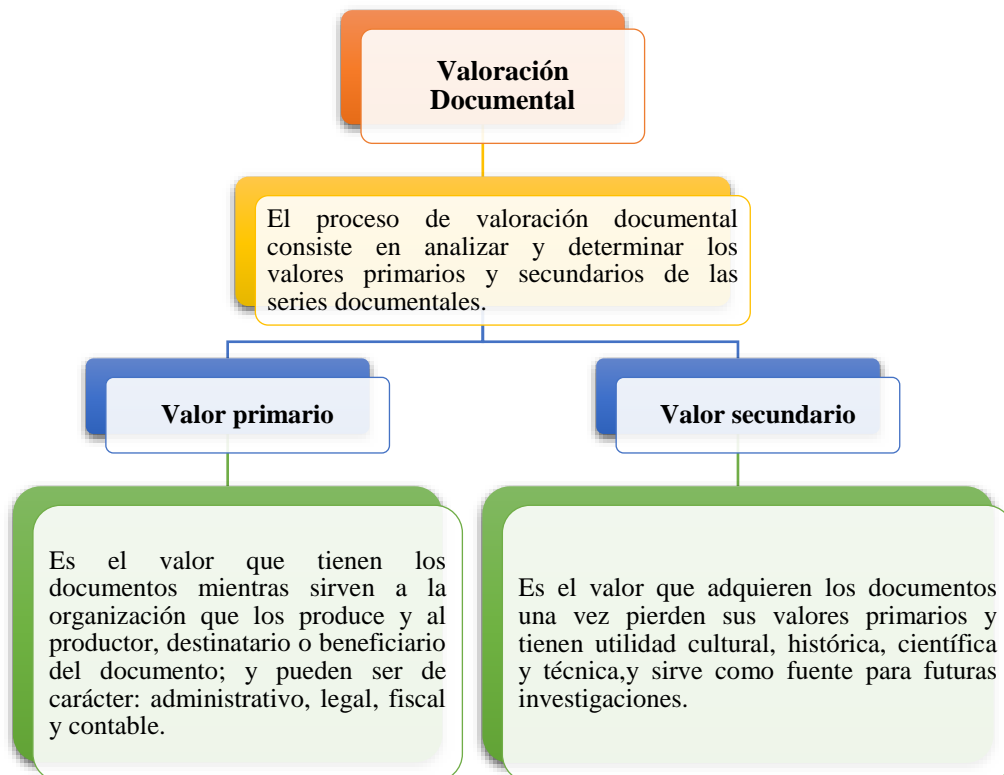 Valoración
Documental
El proceso de valoración documental
consiste en analizar y determinar los
valores primarios y secundarios de las
series documentales.
Valor primario
Valor secundario
Es el valor que tienen los
documentos mientras sirven a la
organización que los produce y al
productor, destinatario o beneficiario
del documento; y pueden ser de
carácter: administrativo, legal, fiscal
y contable.
Es el valor que adquieren los documentos
una vez pierden sus valores primarios y
tienen utilidad cultural, histórica, científica
y técnica,y sirve como fuente para futuras
investigaciones.